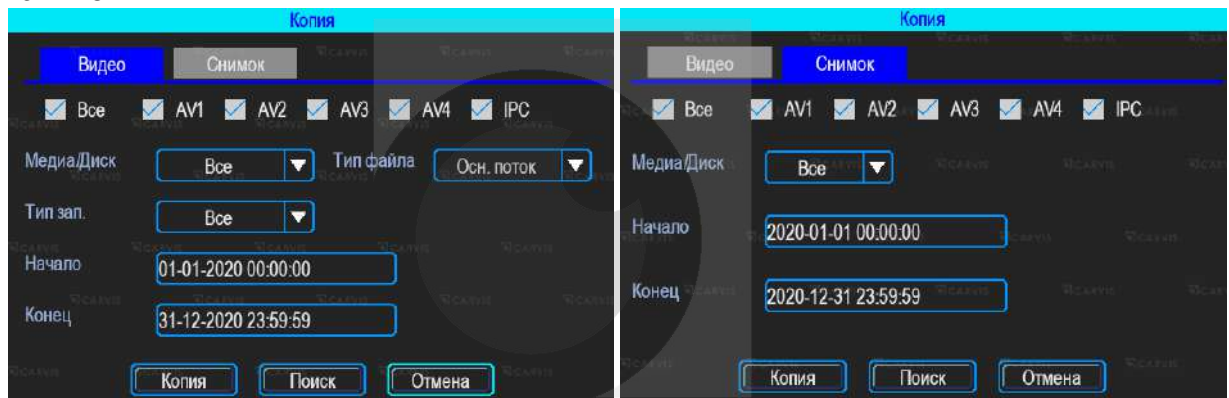 Копия
Видео Снимок
Все AV1 AV2 AV3 AV4 IPC
Медиа/Диск Все Тип файла Осн. поток
Тип зап. Все
Начало 01-01-2020 00:00:00
Конец 31-12-2020 23:59:59
Копия Поиск Отмена
Копия
Видео Снимок
Все AV1 AV2 AV3 AV4 IPC
Медиа/Диск Все
Начало 2020-01-01 00:00:00
Конец 2020-12-31 23:59:59
Копия Поиск Отмена